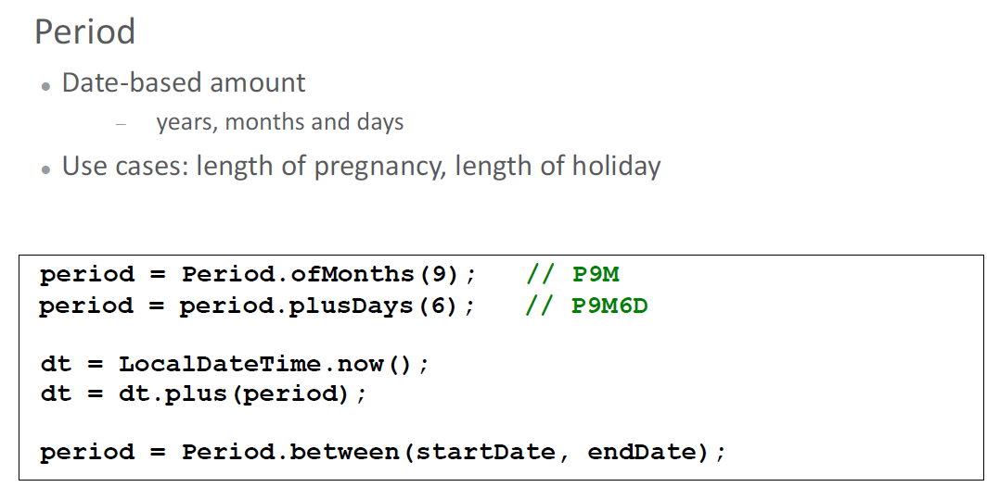 Period
• Date-based amount
– years, months and days
• Use cases: length of pregnancy, length of holiday
period = Period.ofMonths(9);   // P9M
period = period.plusDays(6);   // P9M6D
dt = LocalDateTime.now();
dt = dt.plus(period);
period = Period.between(startDate, endDate);